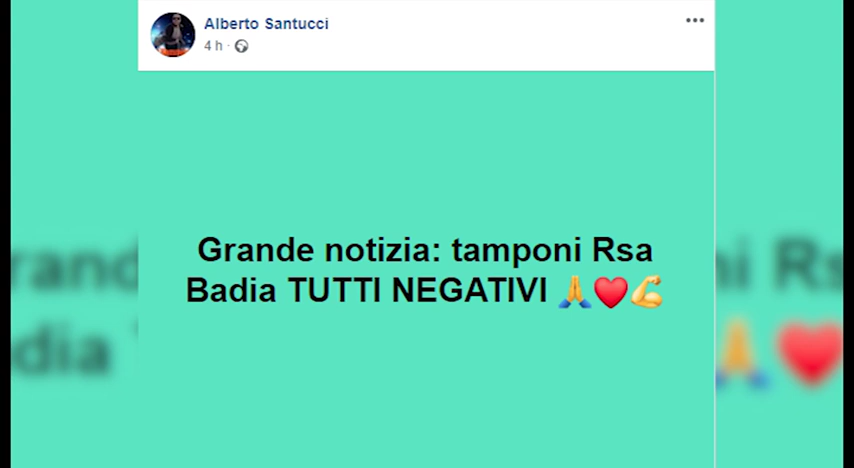 Alberto Santucci
4 h ·
Grande notizia: tamponi Rsa
Badia TUTTI NEGATIVI 🙏❤️💪